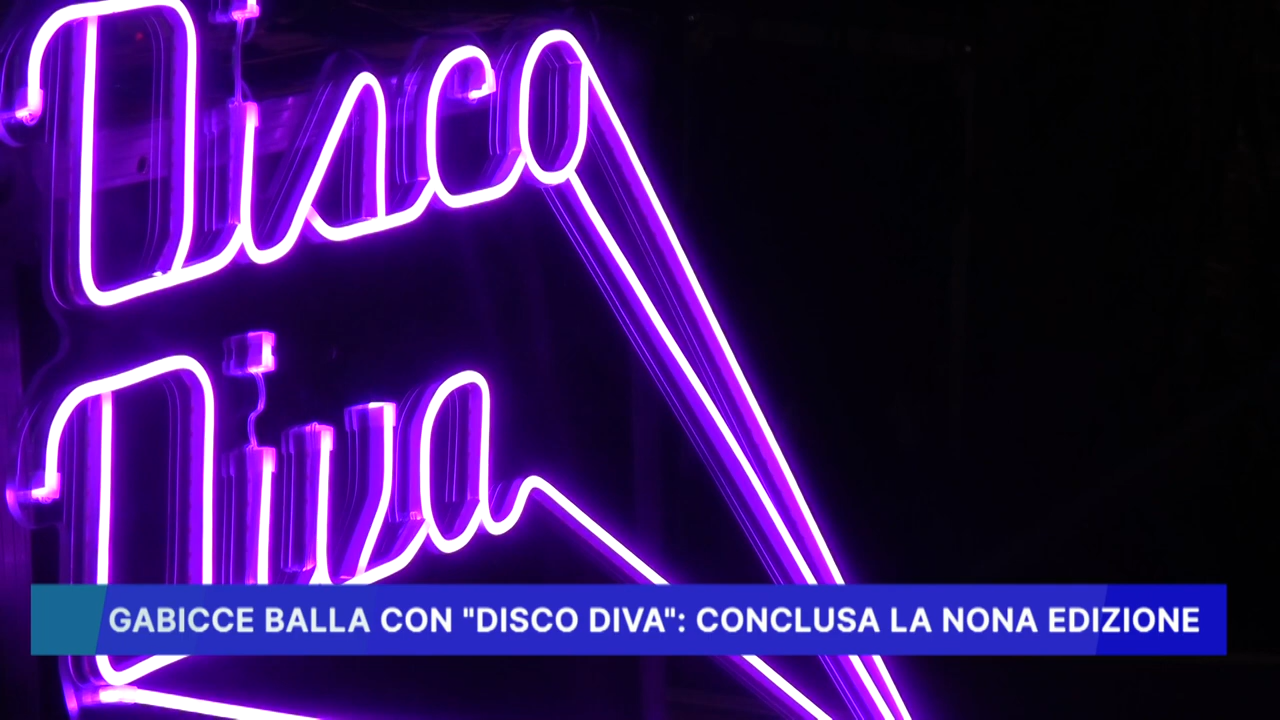 Disco
Diva
GABICCE BALLA CON "DISCO DIVA": CONCLUSA LA NONA EDIZIONE